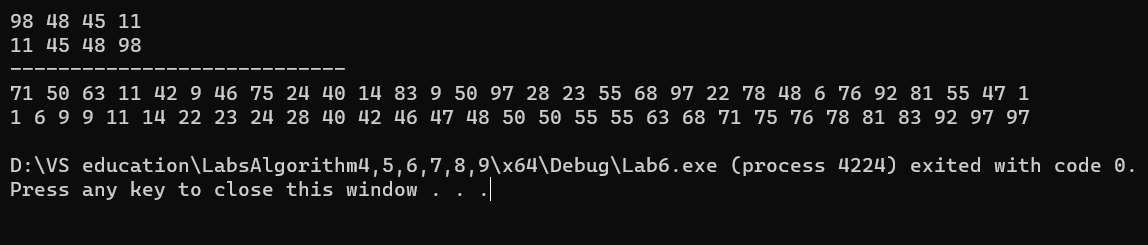 98 48 45 11
11 45 48 98
----------------------------
71 50 63 11 42 9 46 75 24 40 14 83 9 50 97 28 23 55 68 97 22 78 48 6 76 92 81 55 47 1
1 6 9 9 11 14 22 23 24 28 40 42 46 47 48 50 50 55 55 63 68 71 75 76 78 81 83 92 97 97
D:\VS education\LabsAlgorithm4,5,6,7,8,9\x64\Debug\Lab6.exe (process 4224) exited with code 0.
Press any key to close this window . . .